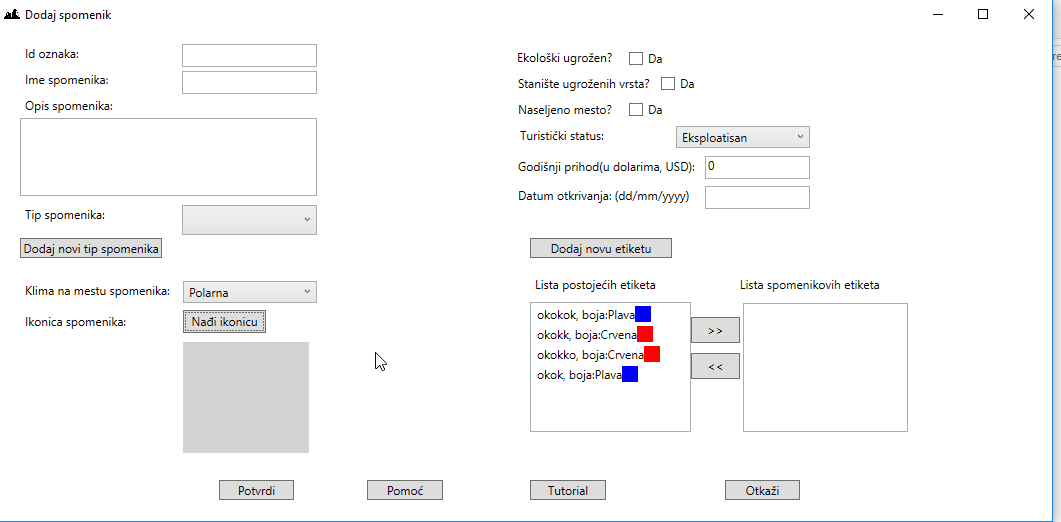 Dodaj spomenik
Id oznaka:
Ime spomenika:
Opis spomenika:
Tip spomenika:
Dodaj novi tip spomenika
Klima na mestu spomenika: Polarna
Ikonica spomenika: Nađi ikonicu
Ekološki ugrožen? Da
Stanište ugroženih vrsta? Da
Naseljeno mesto? Da
Turistički status: Eksploatisan
Godišnji prihod(u dolarima, USD): 0
Datum otkrivanja: (dd/mm/yyyy)
Dodaj novu etiketu
Lista postojećih etiketa
okokok, boja:Plava
okokk, boja:Crvena
okokko, boja:Crvena
okok, boja:Plava
>>
<<
Lista spomenikovih etiketa
Potvrdi Pomoć Tutorial Otkaži